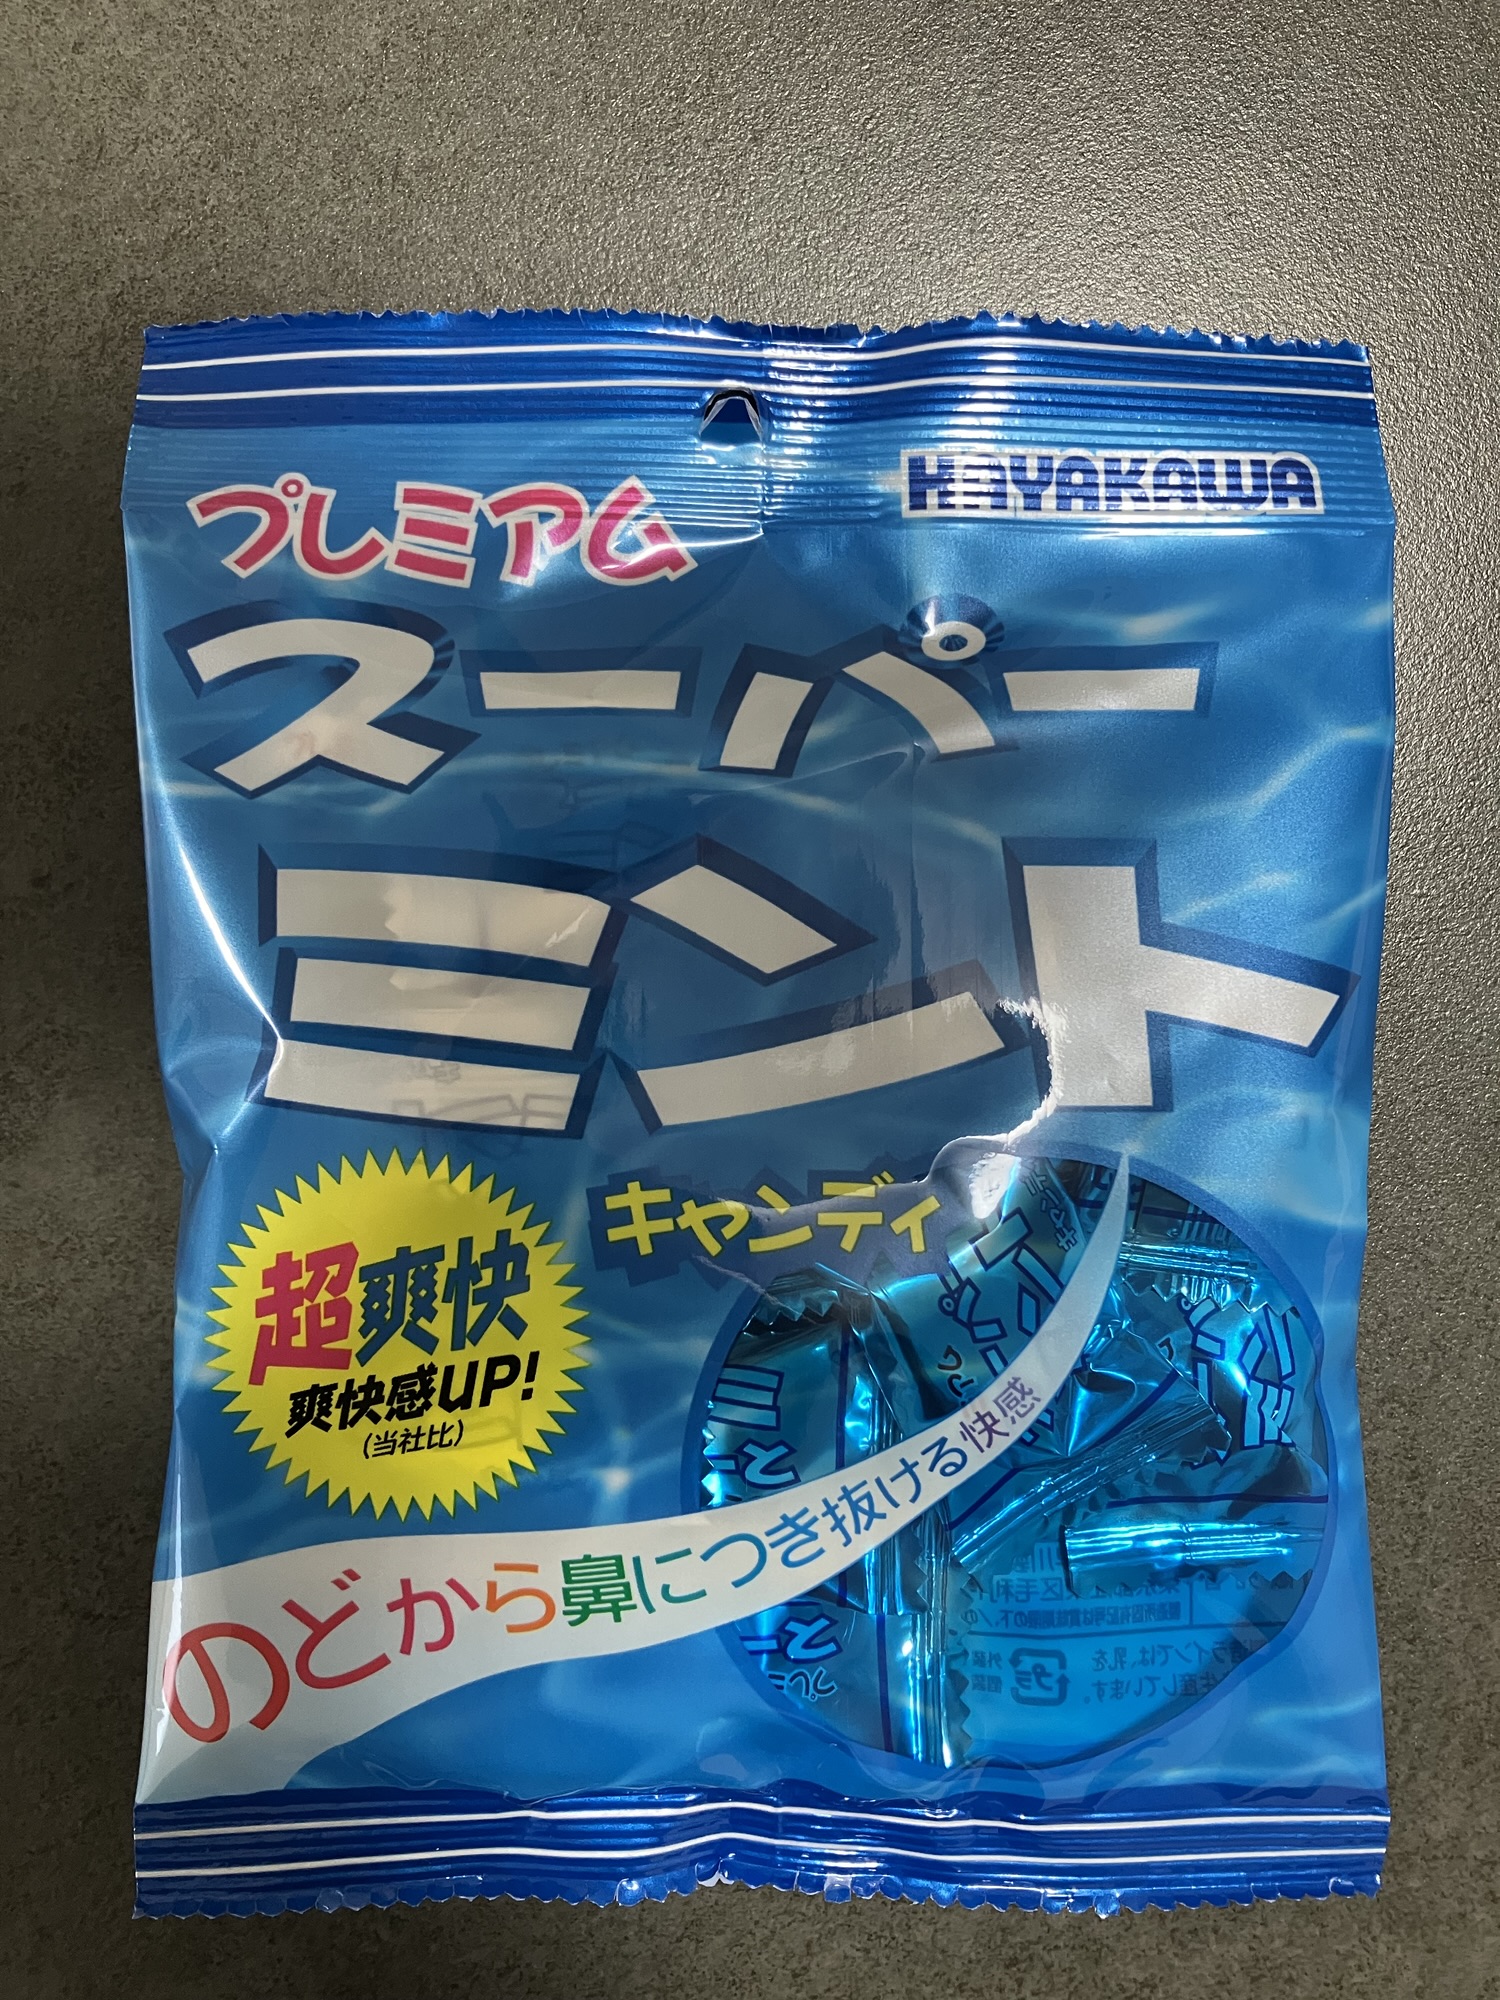 プレミアム
HAYAKAWA
スーパー
ミント
キャンディ
超爽快
爽快感UP!
(当社比)
のどから鼻につき抜ける快感